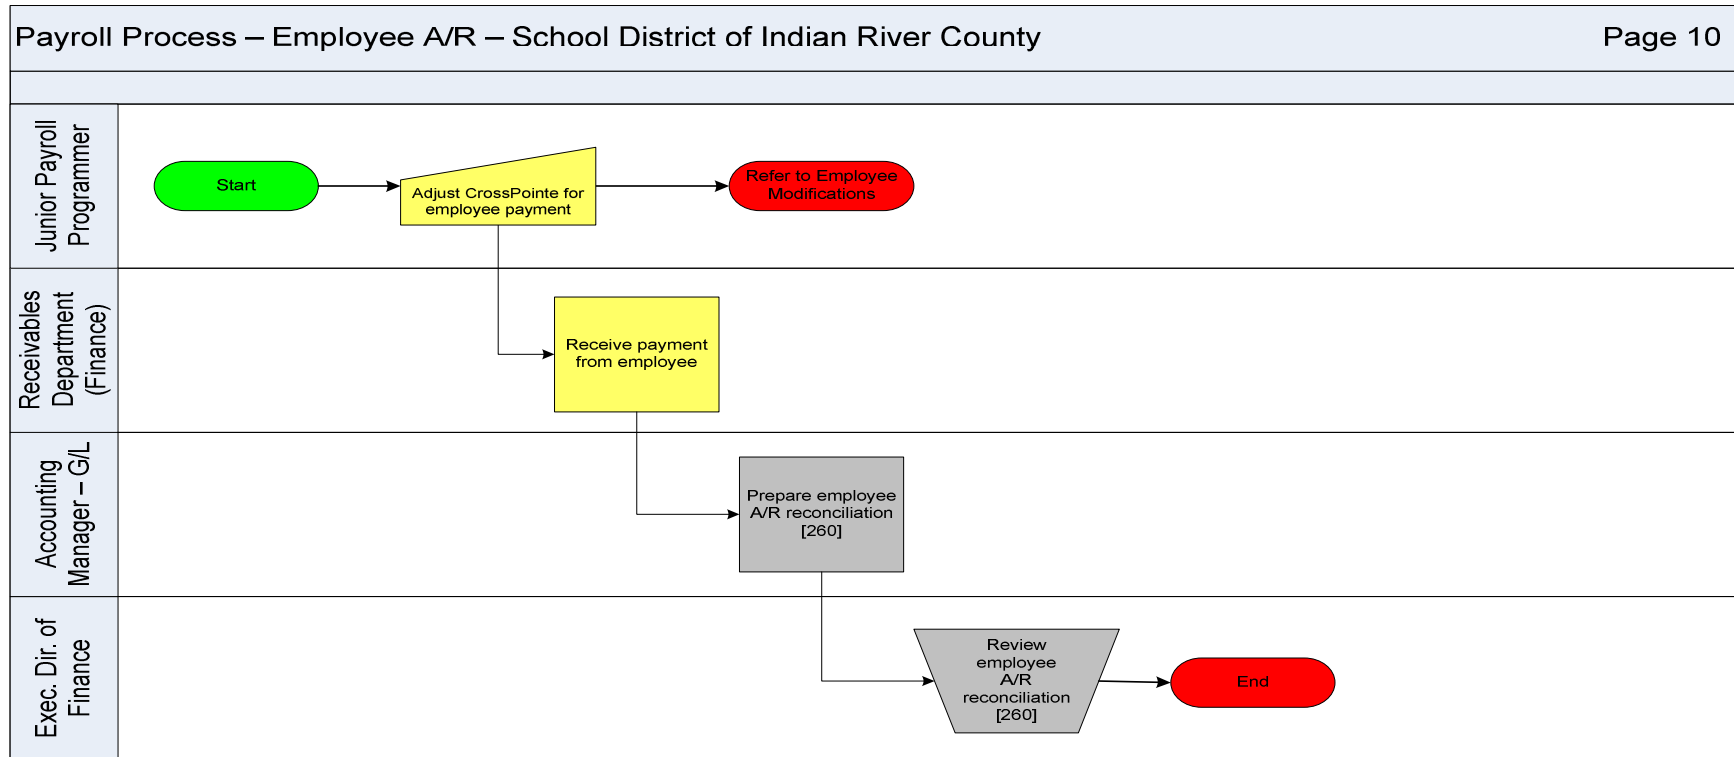 Payroll Process – Employee A/R – School District of Indian River County
Page 10
Junior Payroll
Programmer
Start
Adjust CrossPointe for
employee payment
Refer to Employee
Modifications
Receivables
Department
(Finance)
Receive payment
from employee
Accounting
Manager – G/L
Prepare employee
A/R reconciliation
[260]
Exec. Dir. of
Finance
Review
employee
A/R
reconciliation
[260]
End